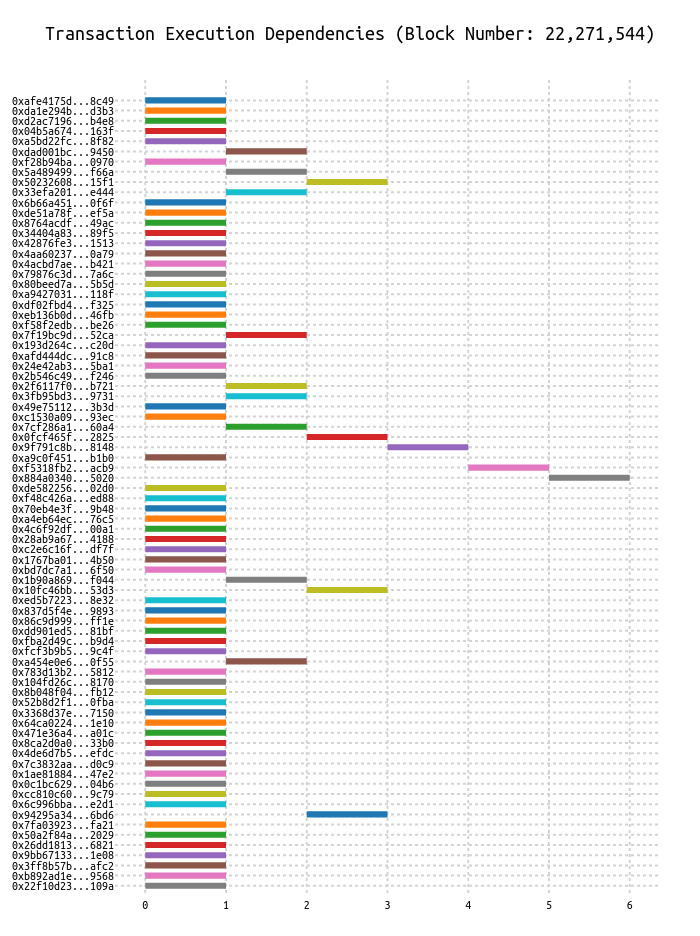 Transaction Execution Dependencies (Block Number: 22,271,544)
0xafe4175d...8c49
0xda1e294b...d3b3
0xd2ac7196...b4e8
0x04b5a674...163f
0xa5bd22fc...8f82
0xdad001bc...9450
0xf28b94ba...0970
0x5a489499...f66a
0x50232608...15f1
0x33efa201...e444
0x6b66a451...0f6f
0xde51a78f...ef5a
0x8764acdf...49ac
0x34404a83...89f5
0x42876fe3...1513
0x4aa60237...0a79
0x4acbd7ae...b421
0x79876c3d...7a6c
0x80beed7a...5b5d
0xa9427031...118f
0xdf02fbd4...f325
0xeb136b0d...46fb
0xf58f2edb...be26
0x7f19bc9d...52ca
0x193d264c...c20d
0xafd444dc...91c8
0x24e42ab3...5ba1
0x2b546c49...f246
0x2f6117f0...b721
0x3fb95bd3...9731
0x49e75112...3b3d
0xc1530a09...93ec
0x7cf286a1...60a4
0x0fcf465f...2825
0x9f791c8b...8148
0xa9c0f451...b1b0
0xf5318fb2...acb9
0x884a0340...5020
0xde582256...02d0
0xf48c426a...ed88
0x70eb4e3f...9b48
0xa4eb64ec...76c5
0x4c6f92df...00a1
0x28ab9a67...4188
0xc2e6c16f...df7f
0x1767ba01...4b50
0xbd7dc7a1...6f50
0x1b90a869...f044
0x10fc46bb...53d3
0xed5b7223...8e32
0x837d5f4e...9893
0x86c9d999...ff1e
0xdd901ed5...81bf
0xfba2d49c...b9d4
0xfcf3b9b5...9c4f
0xa454e0e6...0f55
0x783d13b2...5812
0x104fd26c...8170
0x8b048f04...fb12
0x52b8d2f1...0fba
0x3368d37e...7150
0x64ca0224...1e10
0x471e36a4...a01c
0x8ca2d0a0...33b0
0x4de6d7b5...efdc
0x7c3832aa...d0c9
0x1ae81884...47e2
0x0c1bc629...04b6
0xcc810c60...9c79
0x6c996bba...e2d1
0x94295a34...6bd6
0x7fa03923...fa21
0x50a2f84a...2029
0x26dd1813...6821
0x9bb67133...1e08
0x3ff8b57b...afc2
0xb892ad1e...9568
0x22f10d23...109a
0 1 2 3 4 5 6